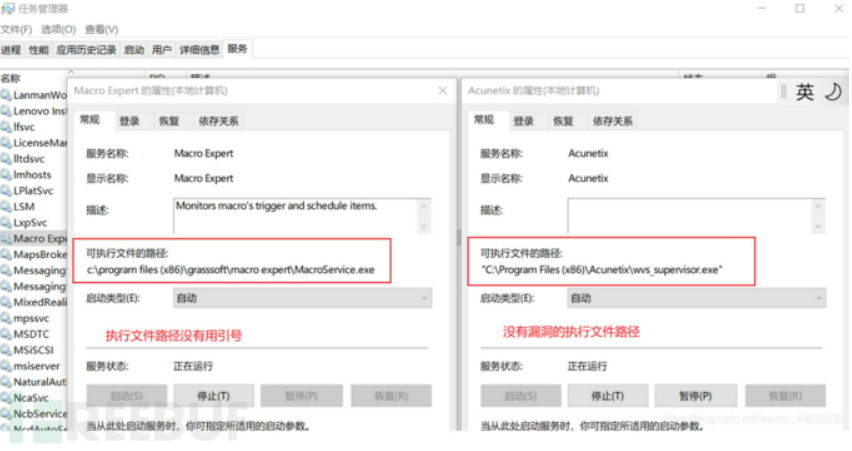 任务管理器
文件(F) 选项(O) 查看(V)
进程 性能 应用历史记录 启动 用户 详细信息 服务
名称
LanmanWo
Lenovo Inst
lfsvc
LicenseMar
lltdsvc
lmhosts
LPlatSvc
LSM
LxpSvc
Macro Expe
MapsBroke
Messaging
Messaging
MixedReali
mpssvc
MSDTC
MSiSCSI
msiserver
NaturalAut
NcaSvc
NcbService
NcdAutoSe
Macro Expert 的属性(本地计算机)
常规 登录 恢复 依存关系
服务名称: Macro Expert
显示名称: Macro Expert
描述: Monitors macro's trigger and schedule items.
可执行文件的路径:
c:\program files (x86)\grasssoft\macro expert\MacroService.exe
启动类型(E): 自动
执行文件路径没有用引号
服务状态: 正在运行
启动(S) 停止(T) 暂停(P) 恢复(R)
当从此处启动服务时，你可指定所适用的启动参数。
Acunetix 的属性(本地计算机)
英
常规 登录 恢复 依存关系
服务名称: Acunetix
显示名称: Acunetix
描述:
可执行文件的路径:
"C:\Program Files (x86)\Acunetix\wvs_supervisor.exe"
启动类型(E): 自动
没有漏洞的执行文件路径
服务状态: 正在运行
启动(S) 停止(T) 暂停(P) 恢复(R)
当从此处启动服务时，你可指定所适用的启动参数。
REEBUF